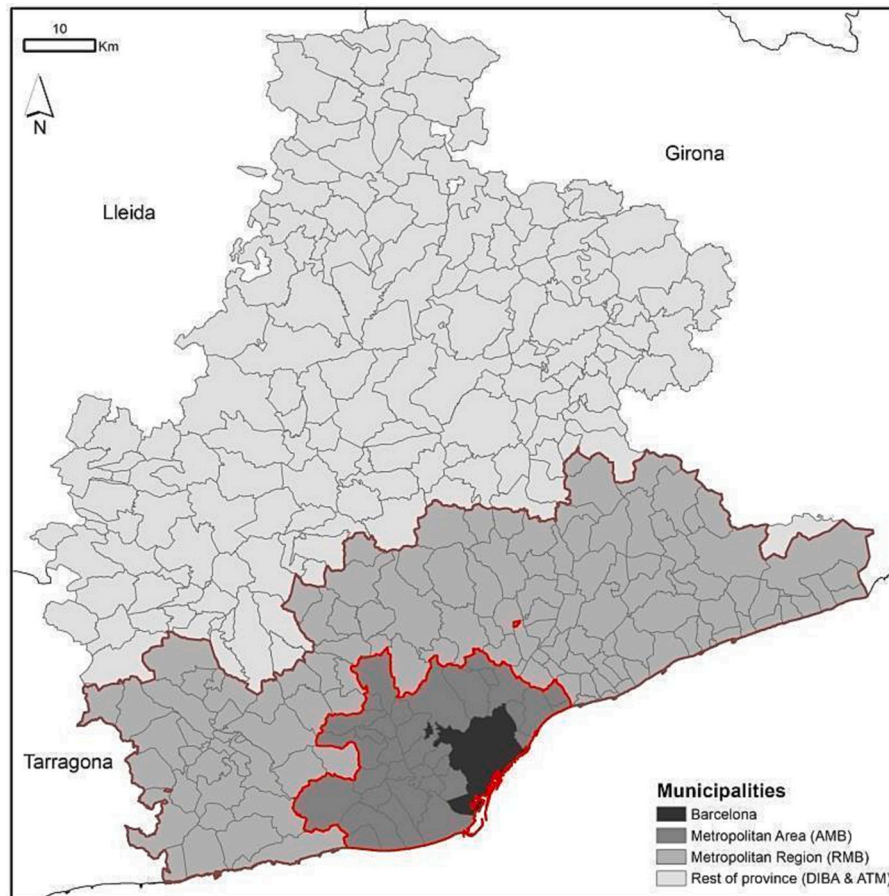 10
Km
N
Girona
Lleida
Tarragona
Municipalities
Barcelona
Metropolitan Area (AMB)
Metropolitan Region (RMB)
Rest of province (DIBA & ATM)